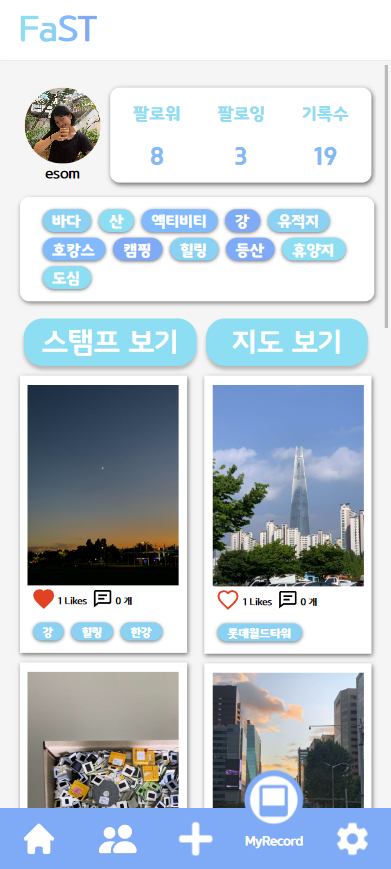 FaST
팔로워 팔로잉 기록수
8 3 19
esom
바다 산 액티비티 강 유적지
호캉스 캠핑 힐링 등산 휴양지
도심
스탬프 보기 지도 보기
1 Likes 0 개 1 Likes 0 개
강 힐링 한강 롯데월드타워
MyRecord